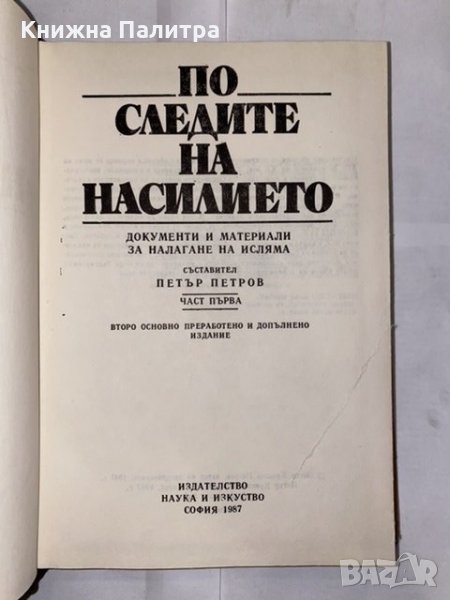 Книжна Палитра
ПО
СЛЕДИТЕ
НА
НАСИЛИЕТО
ДОКУМЕНТИ И МАТЕРИАЛИ
ЗА НАЛАГАНЕ НА ИСЛЯМА
СЪСТАВИТЕЛ
ПЕТЪР ПЕТРОВ
ЧАСТ ПЪРВА
ВТОРО ОСНОВНО ПРЕРАБОТЕНО И ДОПЪЛНЕНО
ИЗДАНИЕ
ИЗДАТЕЛСТВО
НАУКА И ИЗКУСТВО
СОФИЯ 1987
BAZAR